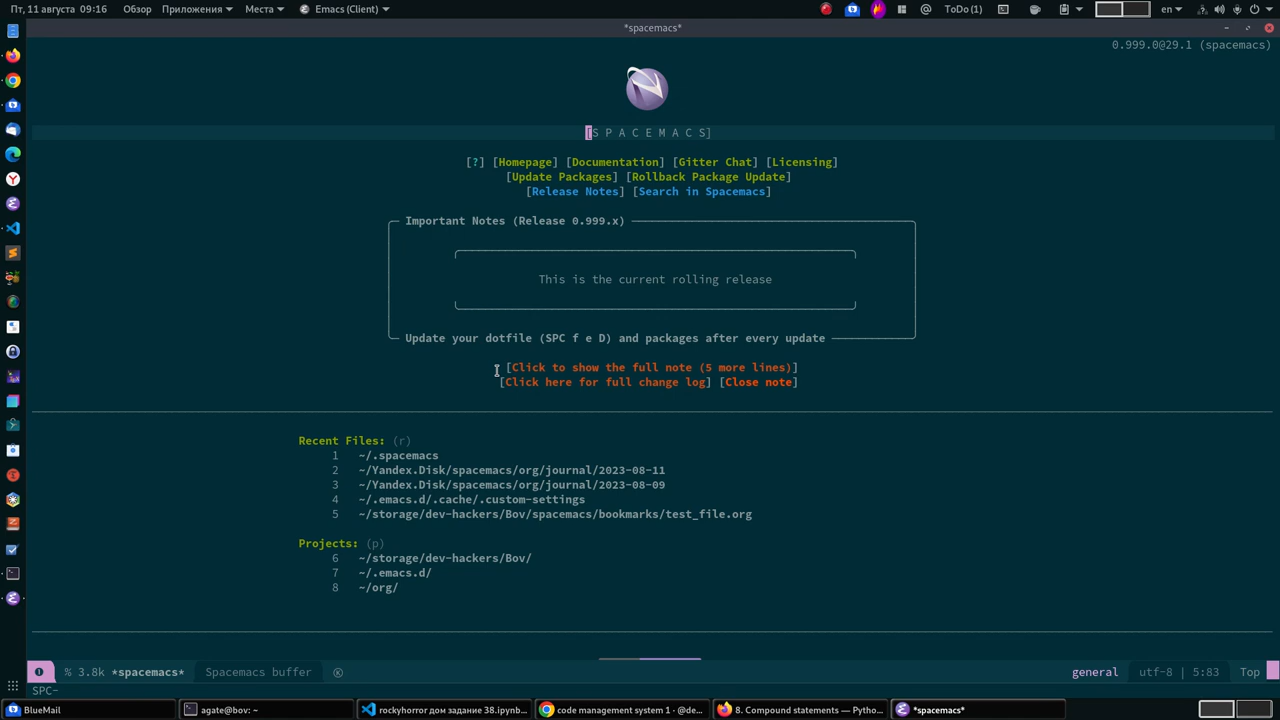 Пт, 11 августа  09:16 Обзор Приложения Места Emacs (Client) ToDo (1) en
*spacemacs*
0.999.0@29.1 (spacemacs)
[S P A C E M A C S]
[?] [Homepage] [Documentation] [Gitter Chat] [Licensing]
[Update Packages] [Rollback Package Update]
[Release Notes] [Search in Spacemacs]
Important Notes (Release 0.999.x)
This is the current rolling release
Update your dotfile (SPC f e D) and packages after every update
[Click to show the full note (5 more lines)]
[Click here for full change log] [Close note]
Recent Files: (r)
1 ~/.spacemacs
2 ~/Yandex.Disk/spacemacs/org/journal/2023-08-11
3 ~/Yandex.Disk/spacemacs/org/journal/2023-08-09
4 ~/.emacs.d/.cache/.custom-settings
5 ~/storage/dev-hackers/Bov/spacemacs/bookmarks/test_file.org
Projects: (p)
6 ~/storage/dev-hackers/Bov/
7 ~/.emacs.d/
8 ~/org/
% 3.8k *spacemacs* Spacemacs buffer general utf-8 | 5:83 Top
SPC-
BlueMail agate@bov: ~ rockyhorror дом задание 38.ipynb... code management system 1 · @de... 8. Compound statements — Pytho... *spacemacs*